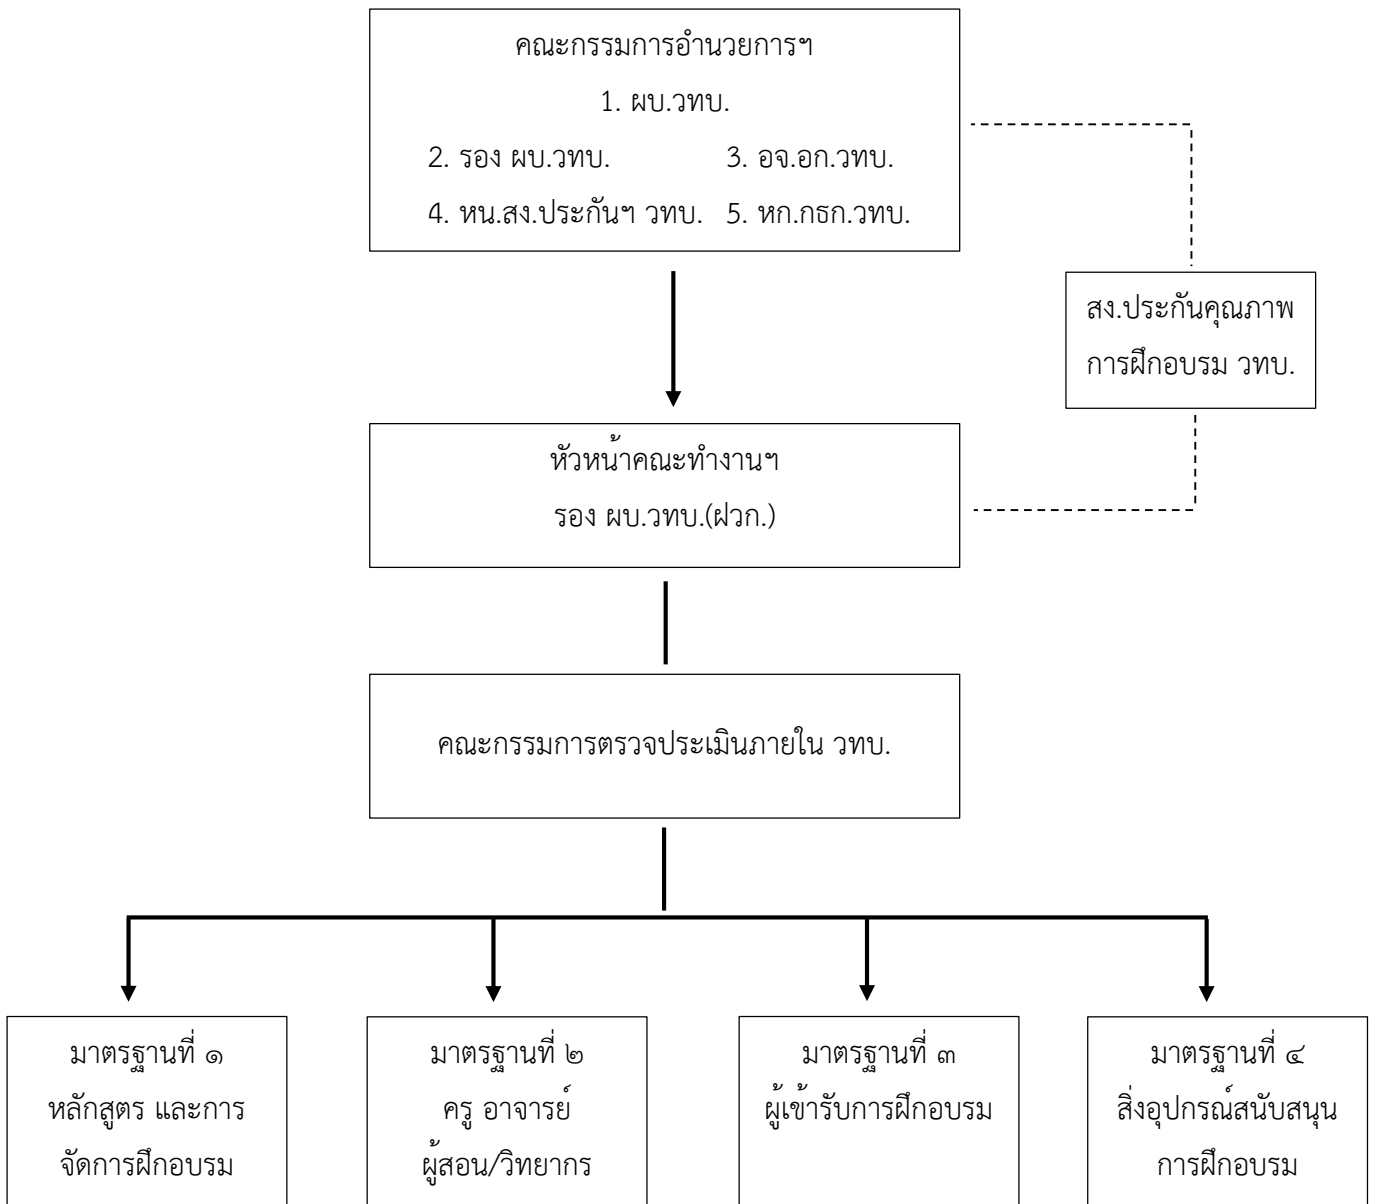 คณะกรรมการอำนวยการฯ
1. ผบ.วทบ.
2. รอง ผบ.วทบ. 3. อจ.อก.วทบ.
4. หน.สง.ประกันฯ วทบ. 5. หก.กธก.วทบ.
สง.ประกันคุณภาพ
การฝึกอบรม วทบ.
หัวหน้าคณะทำงานฯ
รอง ผบ.วทบ.(ฝวก.)
คณะกรรมการตรวจประเมินภายใน วทบ.
มาตรฐานที่ ๑
หลักสูตร และการ
จัดการฝึกอบรม
มาตรฐานที่ ๒
ครู อาจารย์
ผู้สอน/วิทยากร
มาตรฐานที่ ๓
ผู้เข้ารับการฝึกอบรม
มาตรฐานที่ ๔
สิ่งอุปกรณ์สนับสนุน
การฝึกอบรม